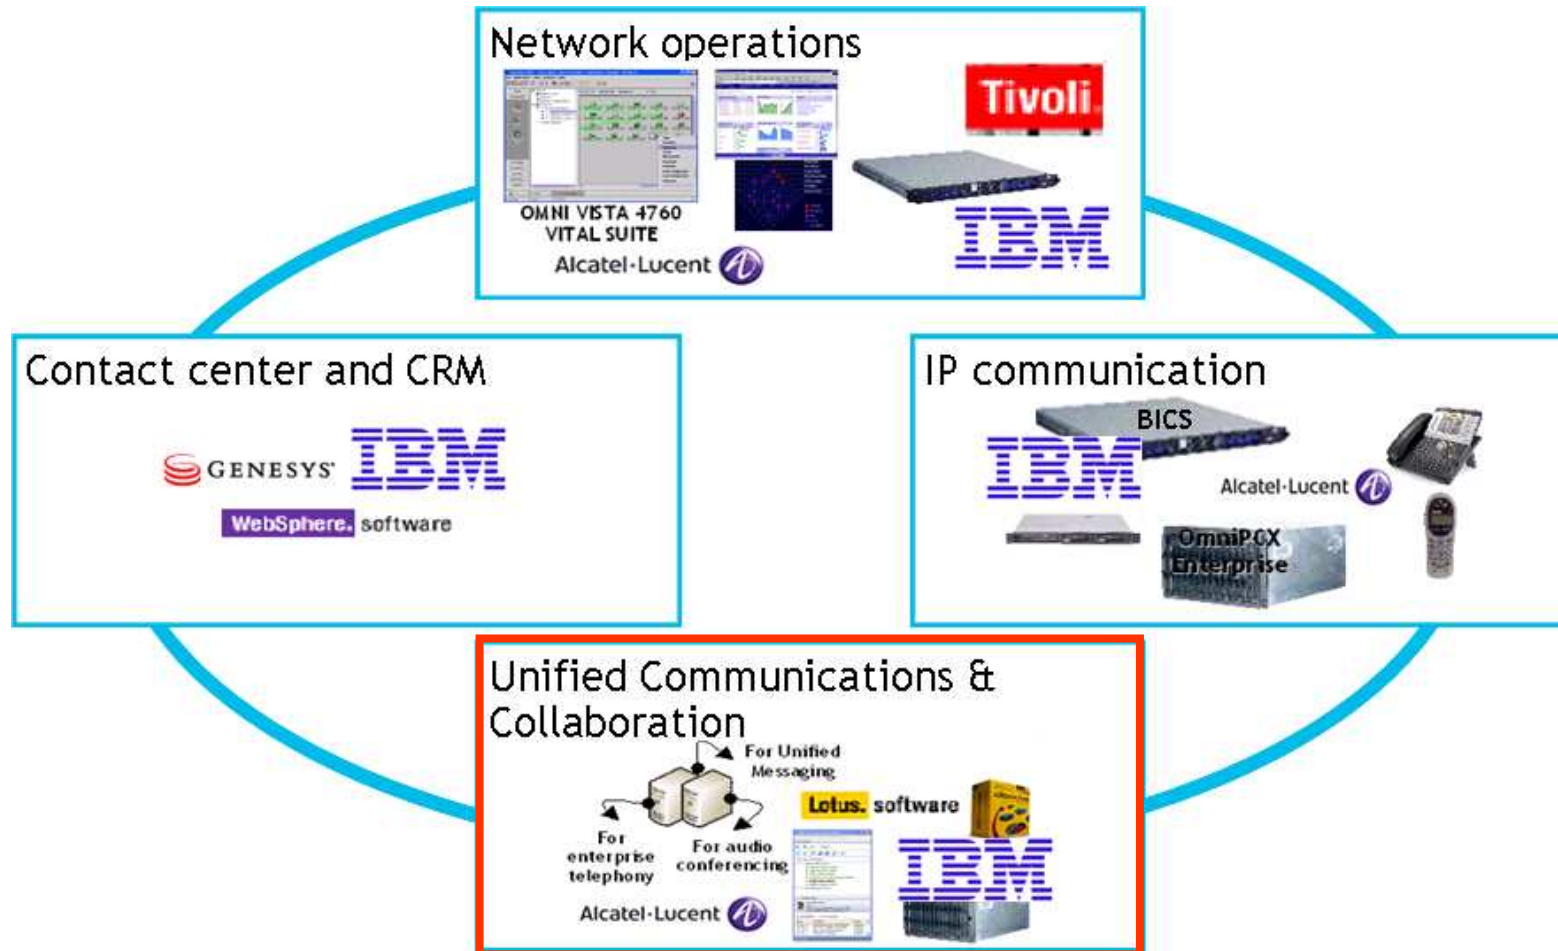 Network operations
Tivoli
OMNI VISTA 4760
VITAL SUITE
Alcatel·Lucent
IBM
Contact center and CRM
GENESYS
IBM
WebSphere. software
IP communication
BICS
IBM
Alcatel·Lucent
OmniPCX
Enterprise
Unified Communications &
Collaboration
For Unified
Messaging
Lotus. software
For
enterprise
telephony
For audio
conferencing
IBM
Alcatel·Lucent